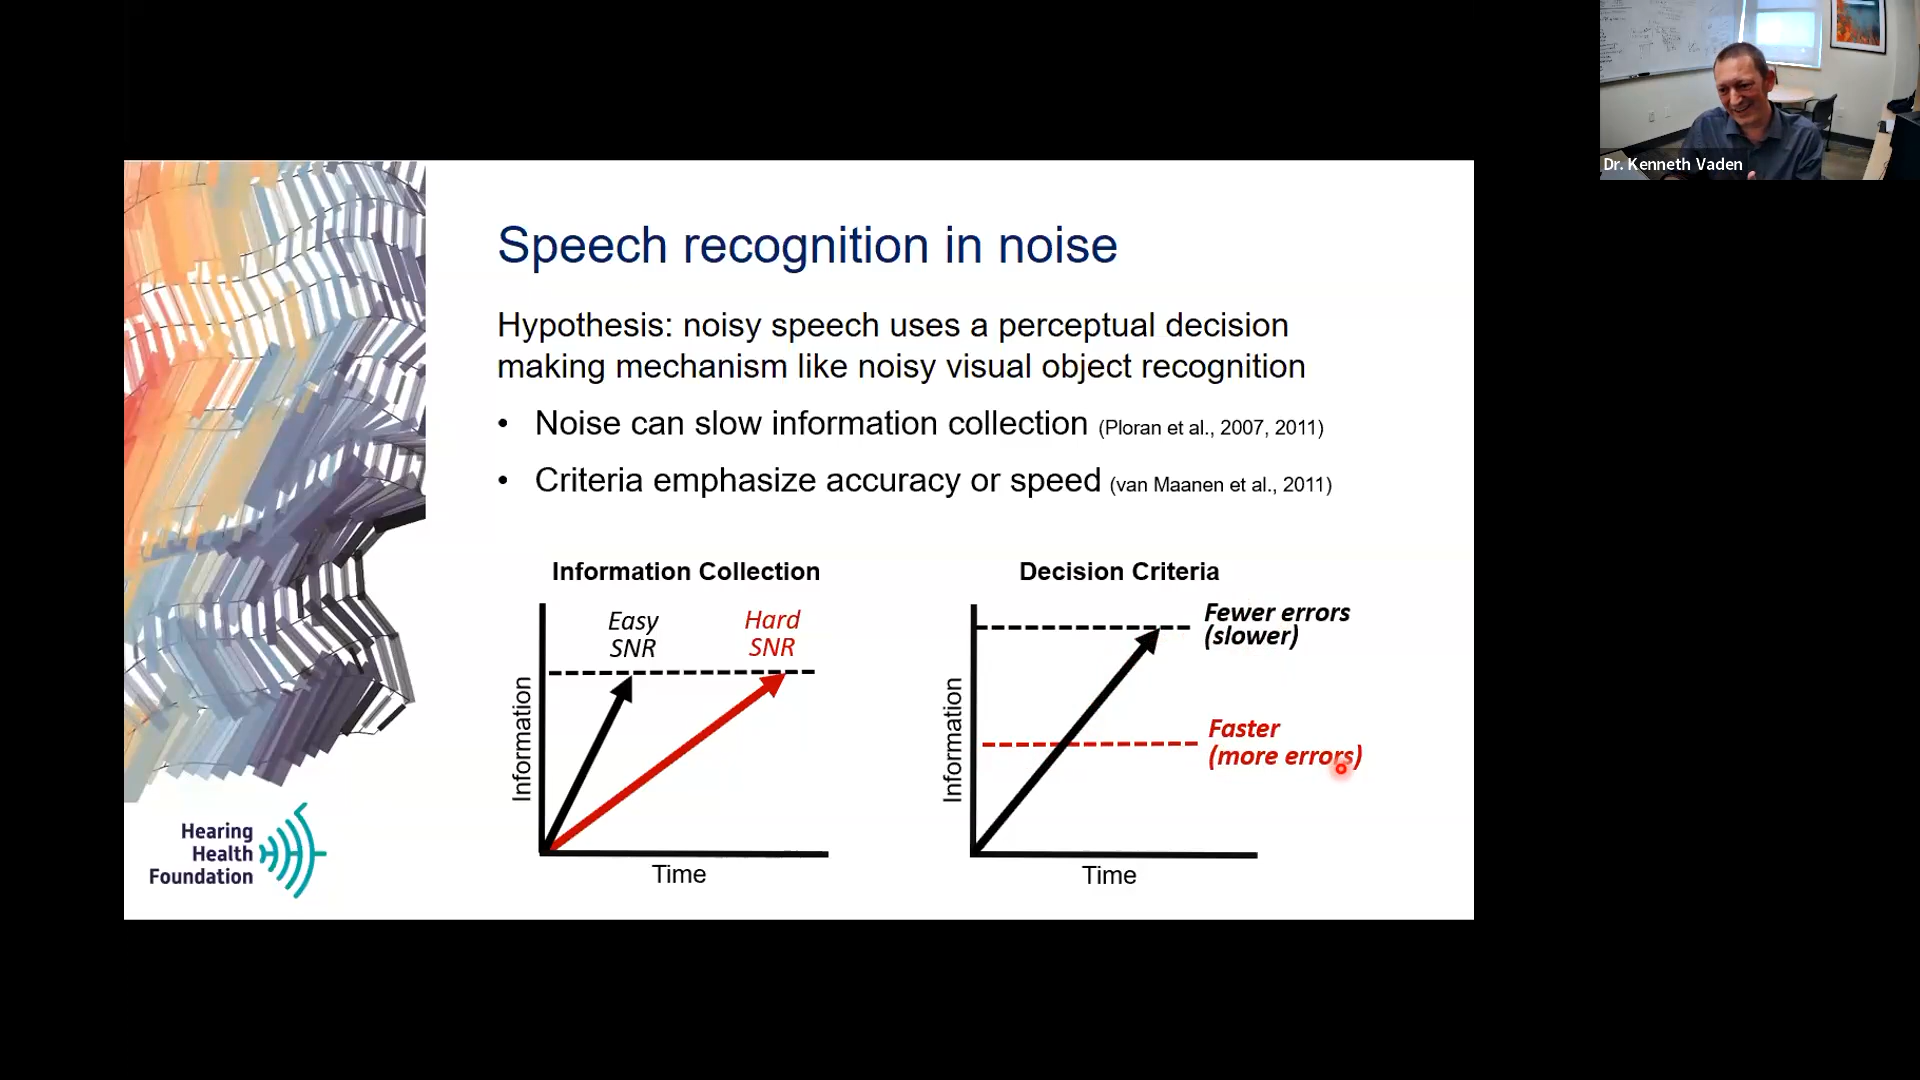 Dr. Kenneth Vaden
Speech recognition in noise
Hypothesis: noisy speech uses a perceptual decision
making mechanism like noisy visual object recognition
• Noise can slow information collection (Ploran et al., 2007, 2011)
• Criteria emphasize accuracy or speed (van Maanen et al., 2011)
Information Collection
Easy
SNR
Hard
SNR
Information
Time
Decision Criteria
Fewer errors
(slower)
Faster
(more errors)
Information
Time
Hearing
Health
Foundation